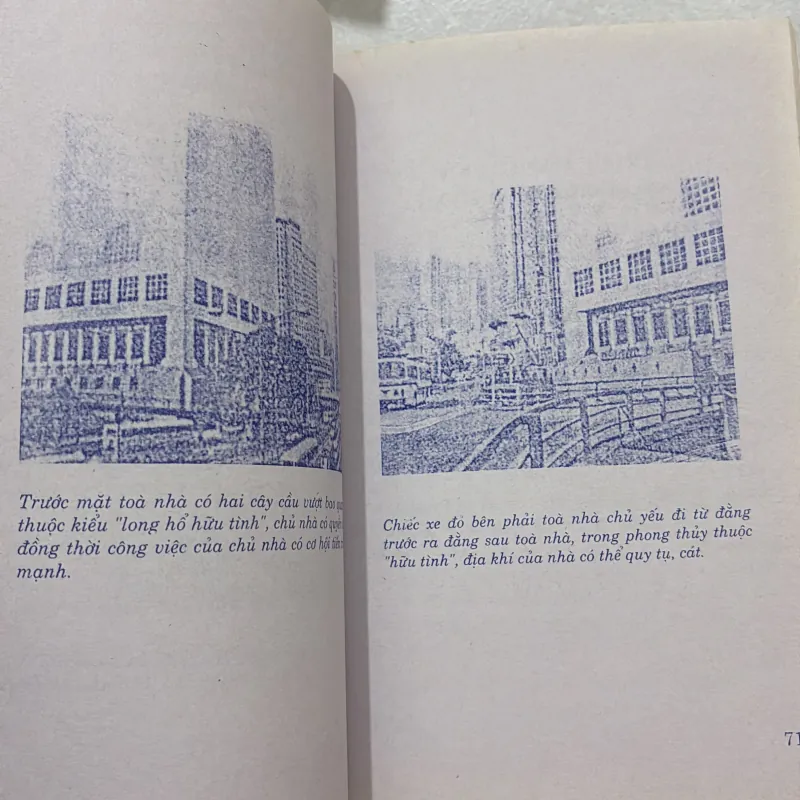 Trước mặt toà nhà có hai cây cầu vượt bao
thuộc kiểu "long hổ hữu tình", chủ nhà có
đồng thời công việc của chủ nhà có cơ hội
mạnh.
Chiếc xe đỏ bên phải toà nhà chủ yếu đi từ đằng
trước ra đằng sau toà nhà, trong phong thủy thuộc
"hữu tình", địa khí của nhà có thể quy tụ, cát.
71